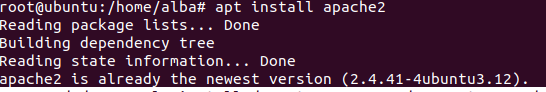 root@ubuntu:/home/alba# apt install apache2
Reading package lists... Done
Building dependency tree
Reading state information... Done
apache2 is already the newest version (2.4.41-4ubuntu3.12).